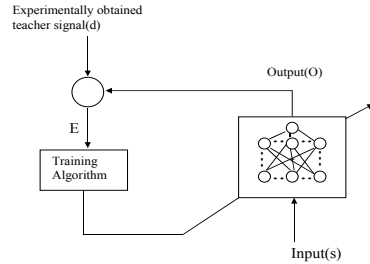 Experimentally obtained
teacher signal(d)
Output(O)
E
Training
Algorithm
Input(s)